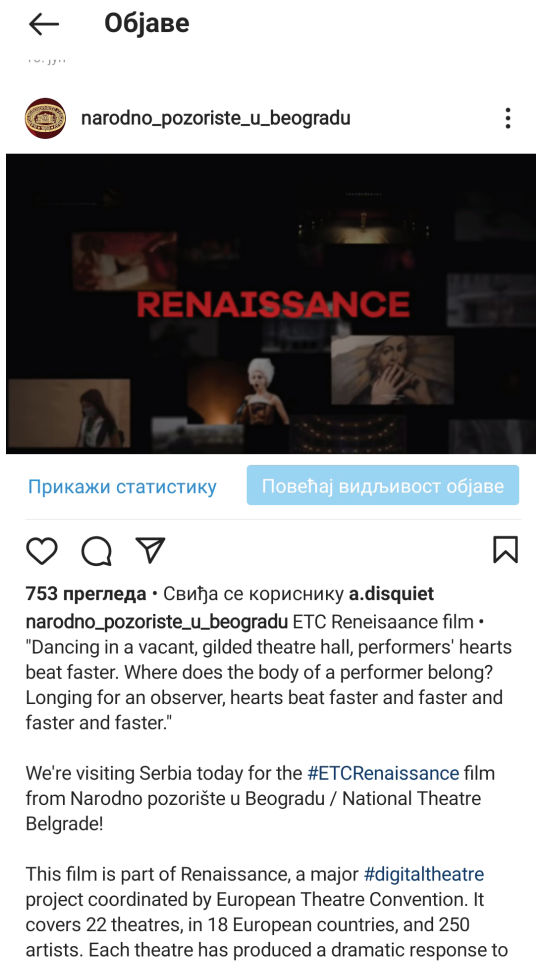 Објаве
narodno_pozoriste_u_beogradu
RENAISSANCE
Прикажи статистику
Повећај видљивост објаве
753 прегледа • Свиђа се кориснику a.disquiet
narodno_pozoriste_u_beogradu ETC Reneisaance film •
"Dancing in a vacant, gilded theatre hall, performers' hearts
beat faster. Where does the body of a performer belong?
Longing for an observer, hearts beat faster and faster and
faster and faster."
We're visiting Serbia today for the #ETCRenaissance film
from Narodno pozorište u Beogradu / National Theatre
Belgrade!
This film is part of Renaissance, a major #digitaltheatre
project coordinated by European Theatre Convention. It
covers 22 theatres, in 18 European countries, and 250
artists. Each theatre has produced a dramatic response to